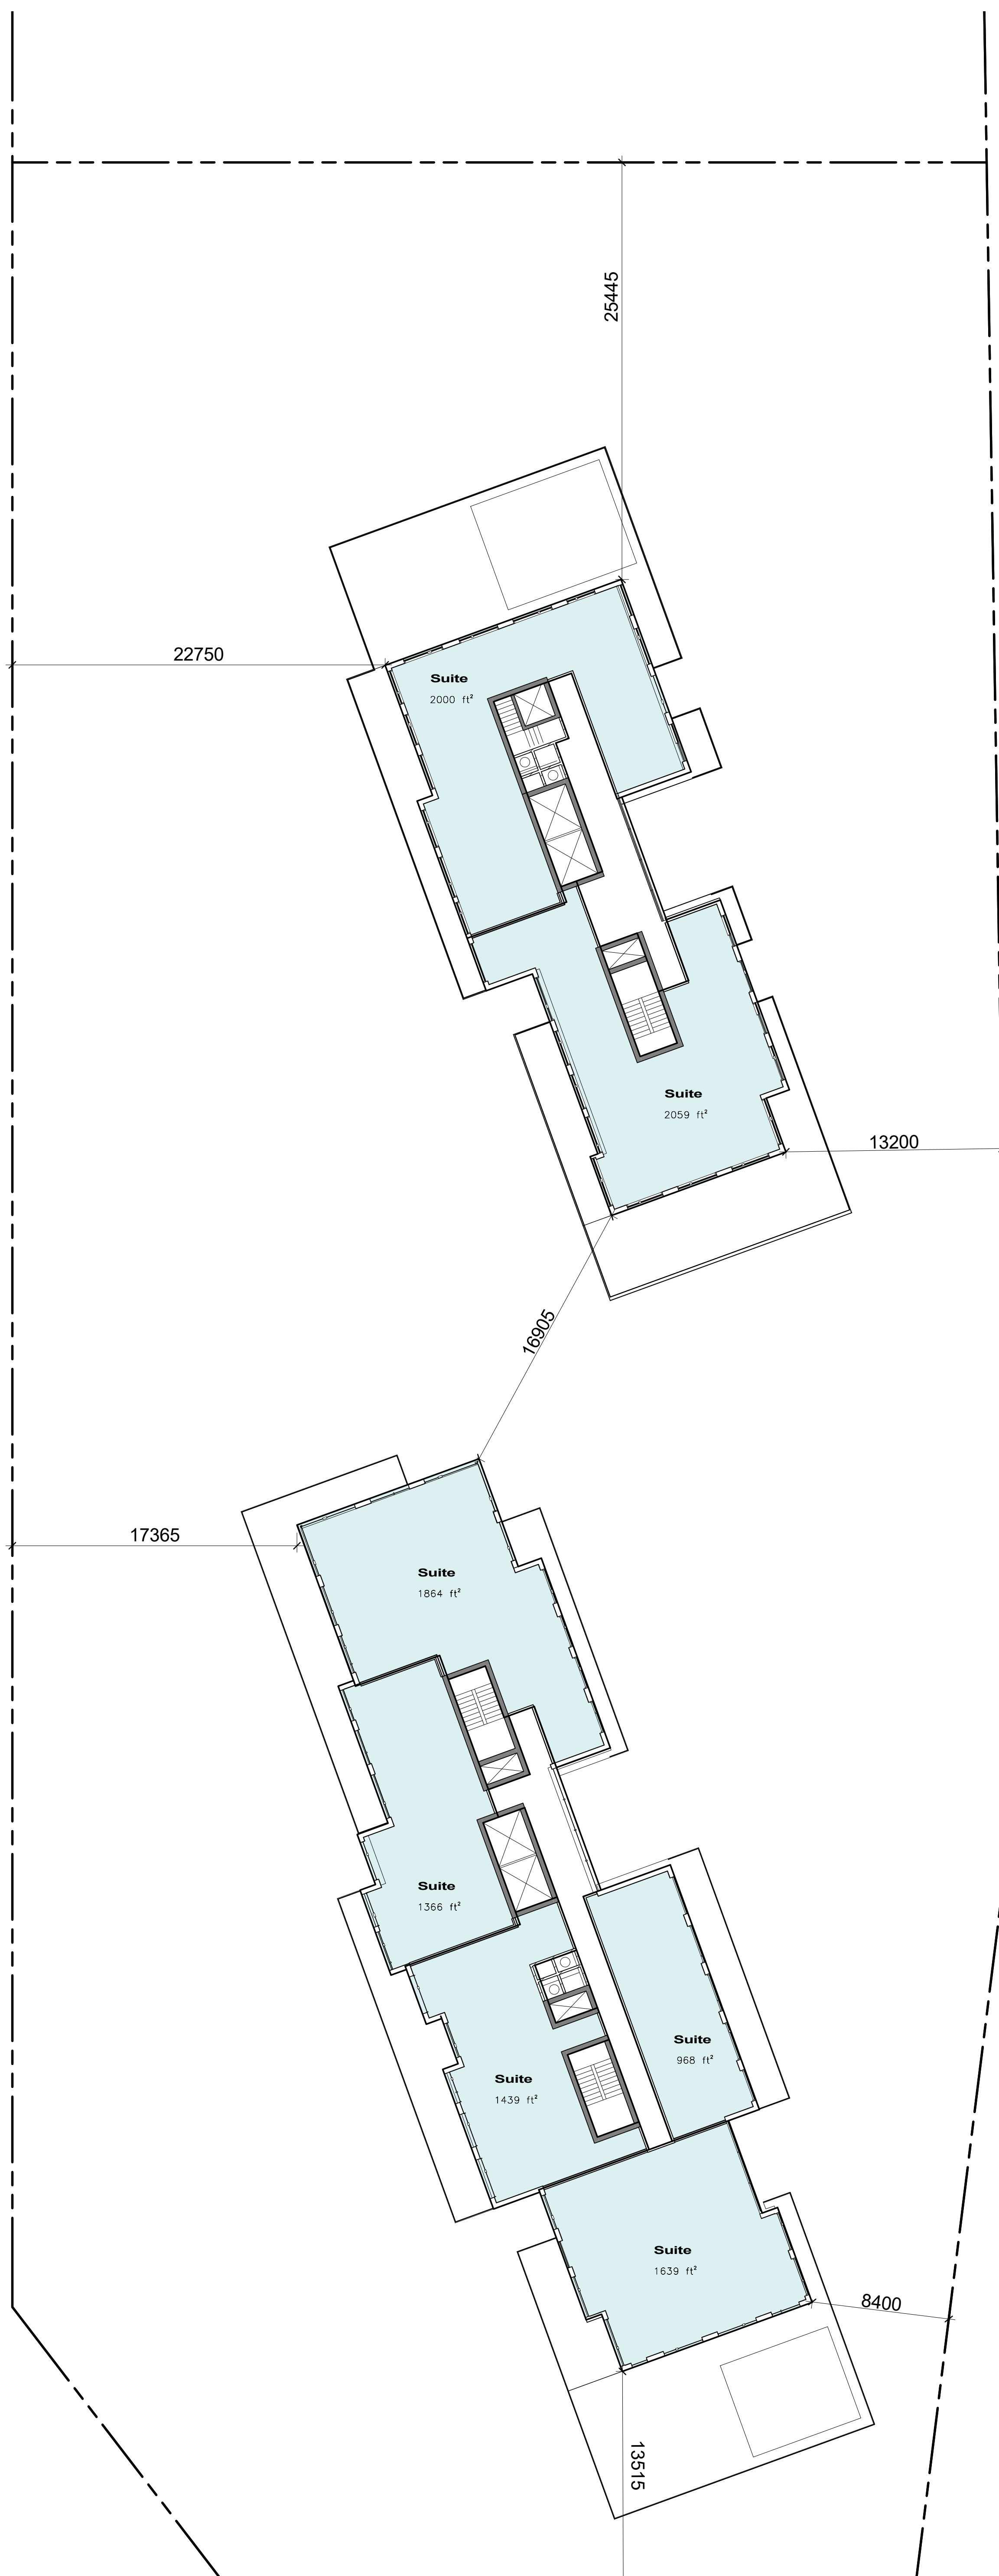 25445
22750
Suite
2000 ft²
Suite
2059 ft²
13200
16905
17365
Suite
1864 ft²
Suite
1366 ft²
Suite
968 ft²
Suite
1439 ft²
Suite
1639 ft²
8400
13515